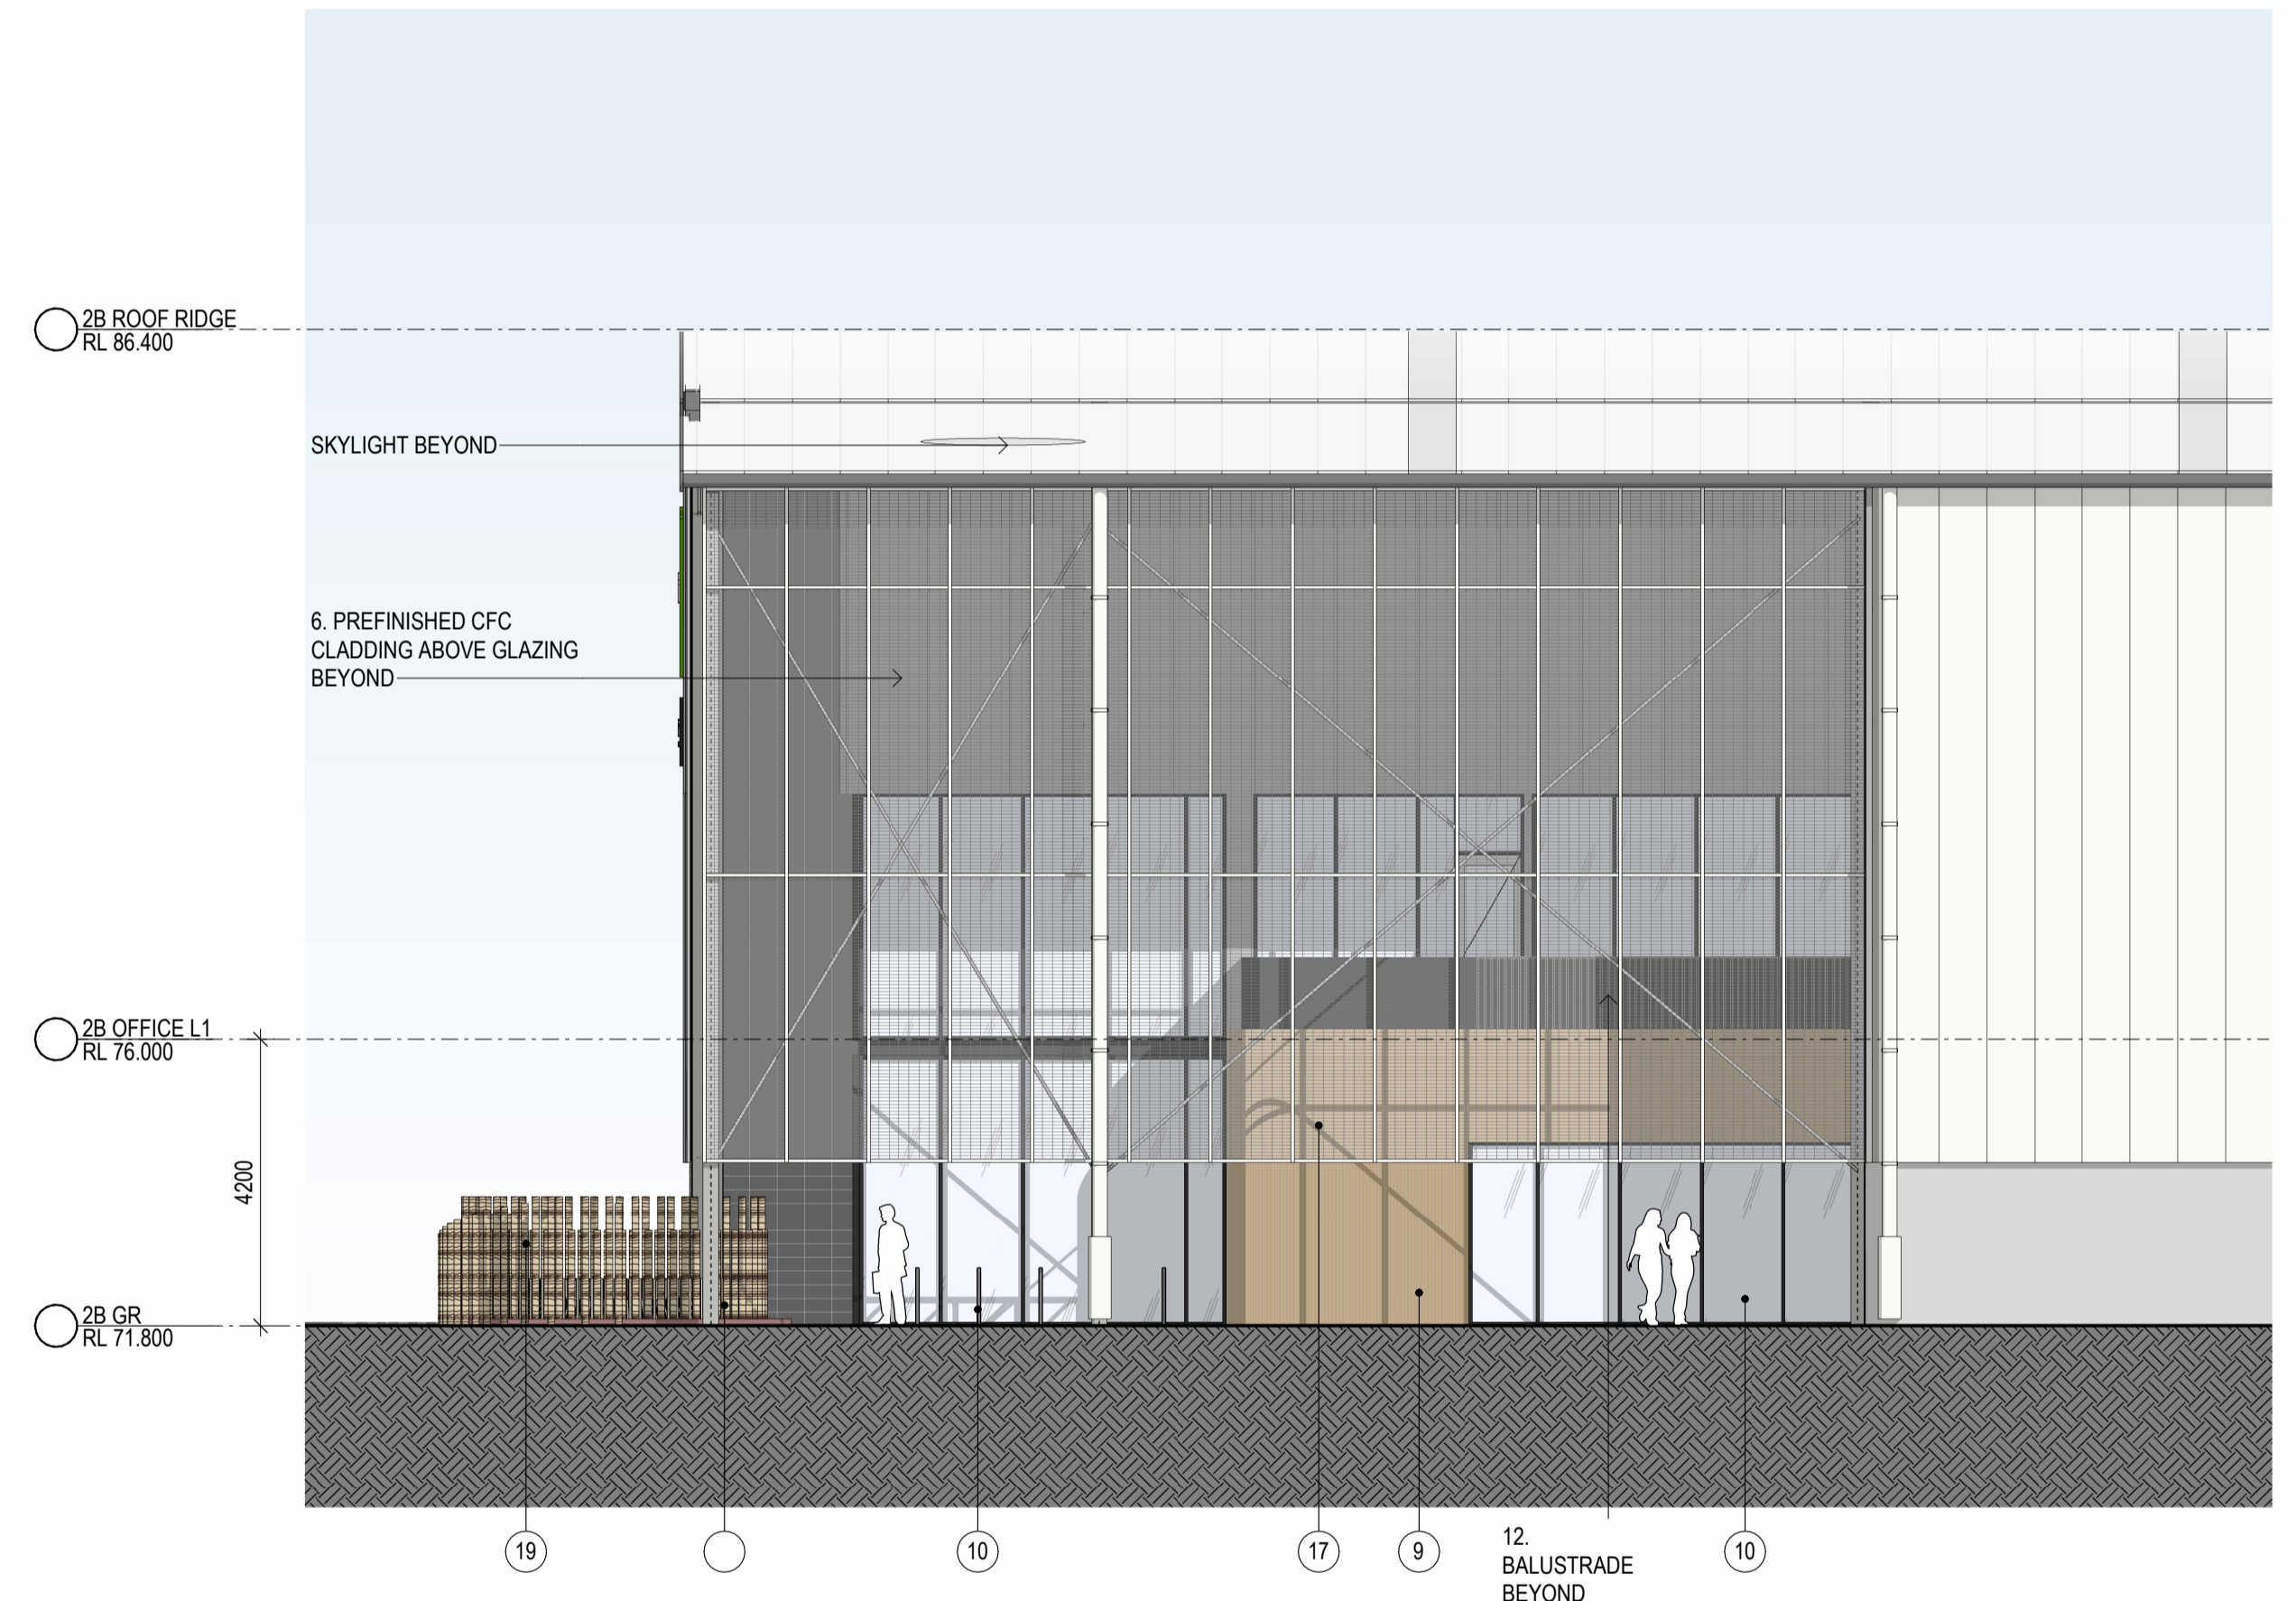 2B ROOF RIDGE
RL 86.400
SKYLIGHT BEYOND
6. PREFINISHED CFC
CLADDING ABOVE GLAZING
BEYOND
2B OFFICE L1
RL 76.000
4200
2B GR
RL 71.800
19
10
17
9
12.
BALUSTRADE
BEYOND
10